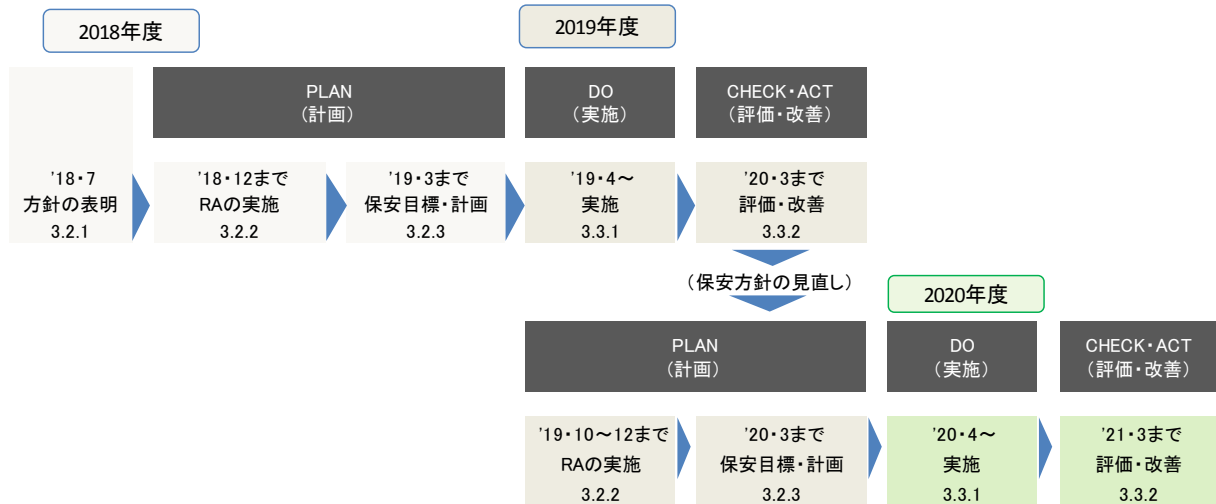 2018年度
2019年度
PLAN
(計画)
DO
(実施)
CHECK・ACT
(評価・改善)
'18・7
方針の表明
3.2.1
'18・12まで
RAの実施
3.2.2
'19・3まで
保安目標・計画
3.2.3
'19・4～
実施
3.3.1
'20・3まで
評価・改善
3.3.2
(保安方針の見直し)
2020年度
PLAN
(計画)
DO
(実施)
CHECK・ACT
(評価・改善)
'19・10～12まで
RAの実施
3.2.2
'20・3まで
保安目標・計画
3.2.3
'20・4～
実施
3.3.1
'21・3まで
評価・改善
3.3.2